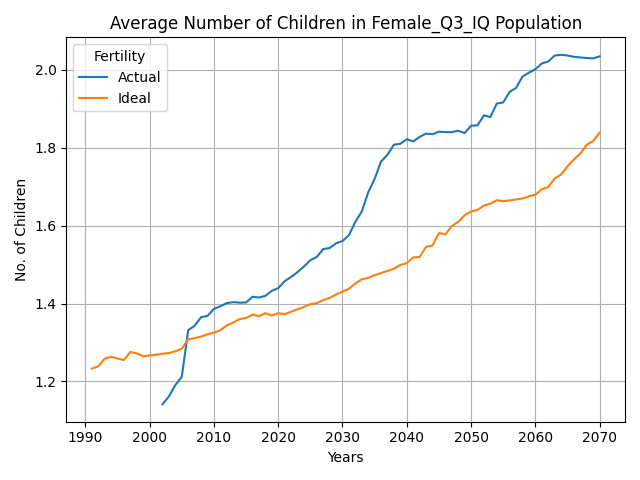 Average Number of Children in Female_Q3_IQ Population
Fertility
Actual
Ideal
No. of Children
2.0
1.8
1.6
1.4
1.2
1990 2000 2010 2020 2030 2040 2050 2060 2070
Years